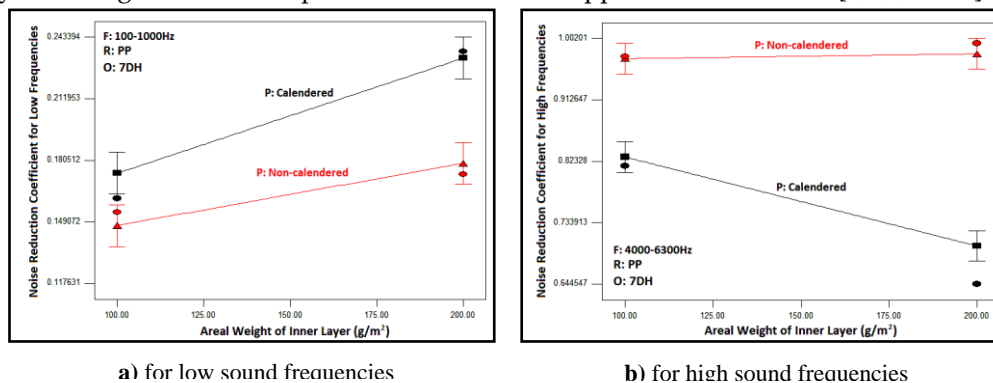 Noise Reduction Coefficient for Low Frequencies
0.243394
0.211953
0.180512
0.149072
0.117631
F: 100-1000Hz
R: PP
O: 7DH
P: Calendered
P: Non-calendered
100.00 125.00 150.00 175.00 200.00
Areal Weight of Inner Layer (g/m²)
a) for low sound frequencies
Noise Reduction Coefficient for High Frequencies
1.00201
0.912647
0.82328
0.733913
0.644547
P: Non-calendered
P: Calendered
F: 4000-6300Hz
R: PP
O: 7DH
100.00 125.00 150.00 175.00 200.00
Areal Weight of Inner Layer (g/m²)
b) for high sound frequencies